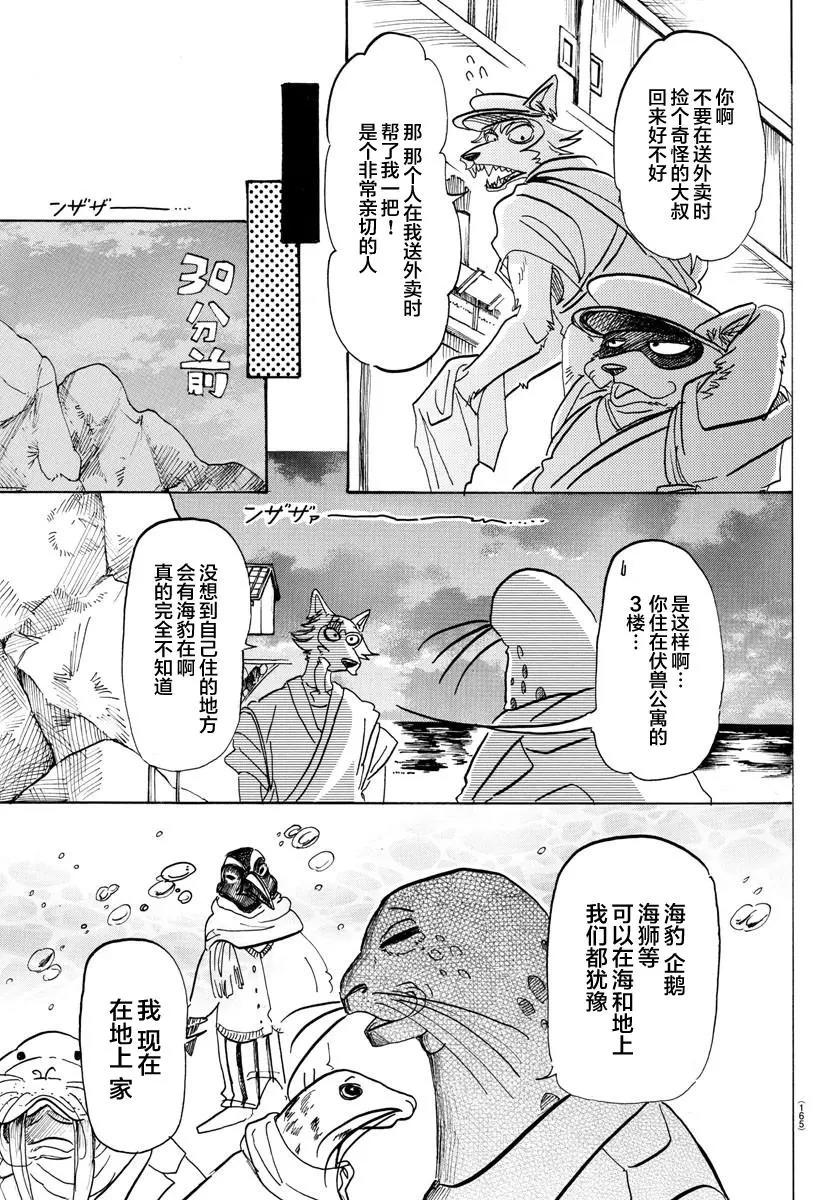 你啊
不要在送外卖时
捡个奇怪的大叔
回来好不好
那 那个人在我送外卖时
帮了我一把！
是个非常亲切的人
ンザザー
30分前
ンザザァー
是这样啊…
你住在伏兽公寓的
3楼…
没想到自己住的地方
会有海豹在啊
真的完全不知道
海豹 企鹅
海狮等
可以在海和地上
我们都犹豫
我 现在
在地上 家
(165)